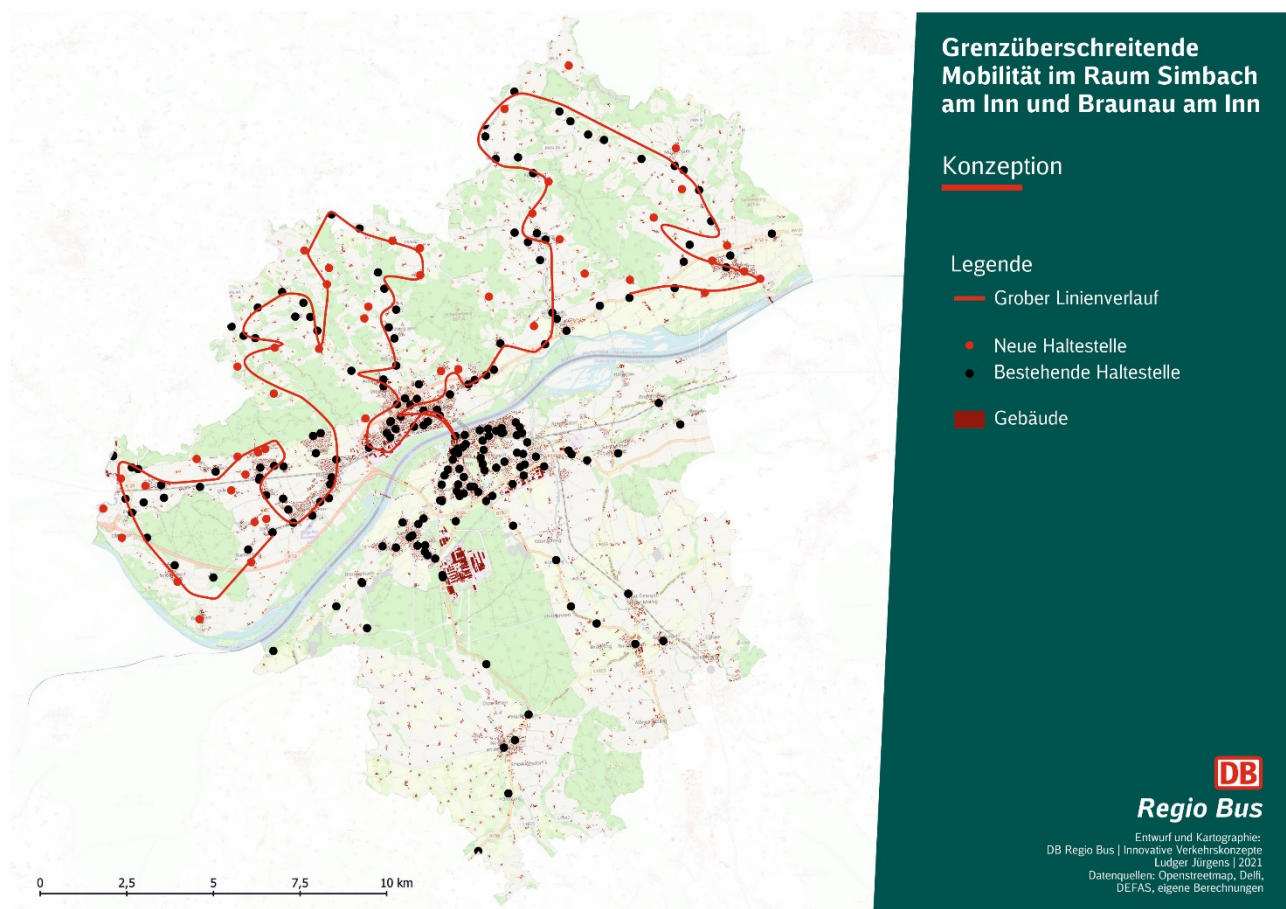 Grenzüberschreitende
Mobilität im Raum Simbach
am Inn und Braunau am Inn
Konzeption
Legende
Grober Linienverlauf
Neue Haltestelle
Bestehende Haltestelle
Gebäude
0 2,5 5 7,5 10 km
DB
Regio Bus
Entwurf und Kartographie:
DB Regio Bus | Innovative Verkehrskonzepte
Ludger Jürgens | 2021
Datenquellen: Openstreetmap, Delfi,
DEFAS, eigene Berechnungen